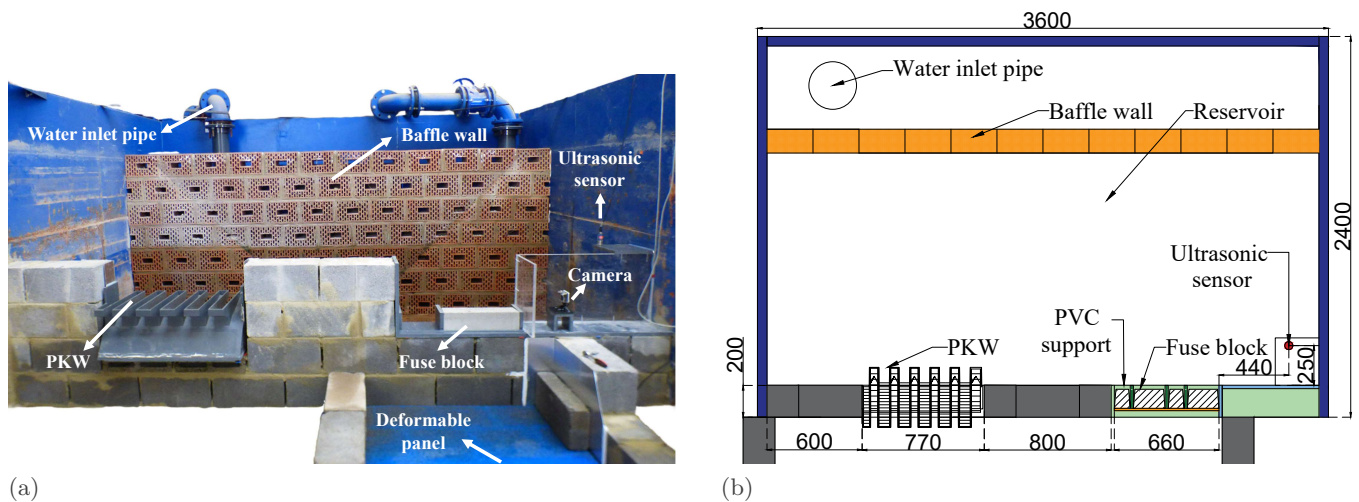 Water inlet pipe
Baffle wall
Ultrasonic
sensor
Camera
PKW
Fuse block
Deformable
panel
(a)
3600
Water inlet pipe
Baffle wall
Reservoir
2400
Ultrasonic
sensor
PVC
support
PKW
Fuse block
200
440
250
600
770
800
660
(b)